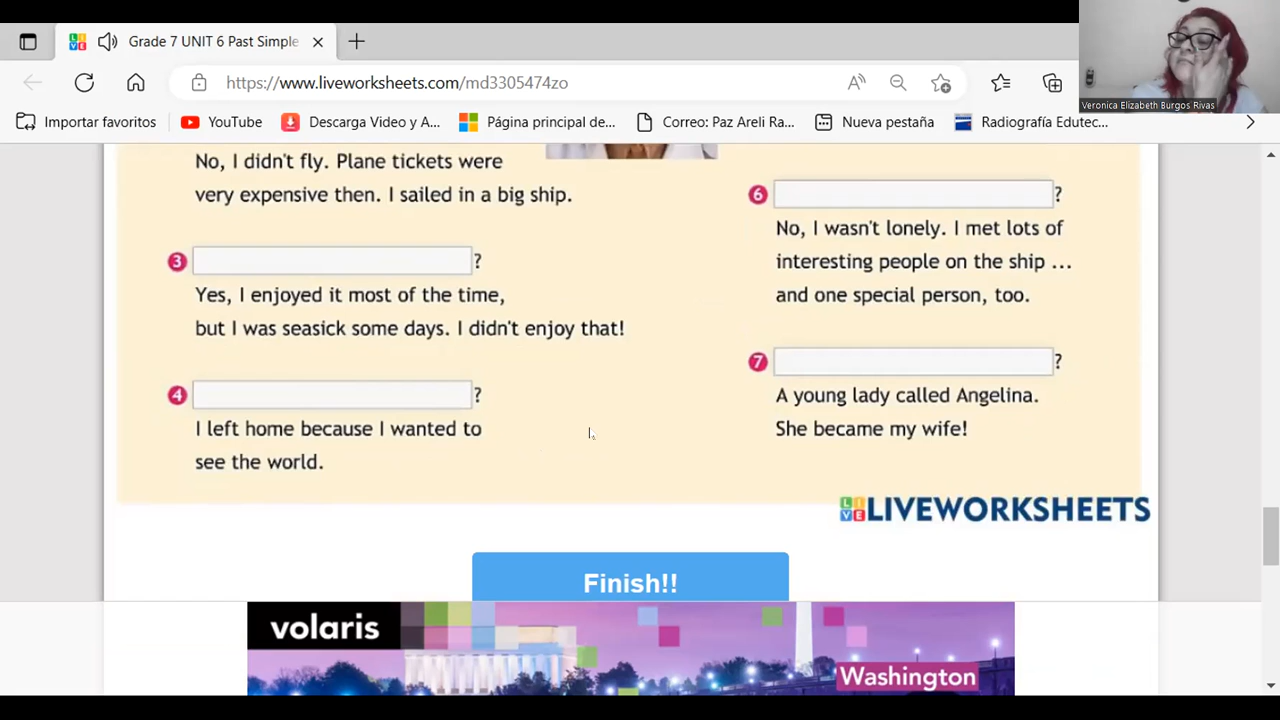 Grade 7 UNIT 6 Past Simple
https://www.liveworksheets.com/md3305474zo
Veronica Elizabeth Burgos Rivas
Importar favoritos
YouTube
Descarga Video y A...
Página principal de...
Correo: Paz Areli Ra...
Nueva pestaña
Radiografía Edutec...
No, I didn't fly. Plane tickets were
very expensive then. I sailed in a big ship.
3 ?
Yes, I enjoyed it most of the time,
but I was seasick some days. I didn't enjoy that!
4 ?
I left home because I wanted to
see the world.
6 ?
No, I wasn't lonely. I met lots of
interesting people on the ship ...
and one special person, too.
7 ?
A young lady called Angelina.
She became my wife!
LIVE LIVEWORKSHEETS
Finish!!
volaris
Washington